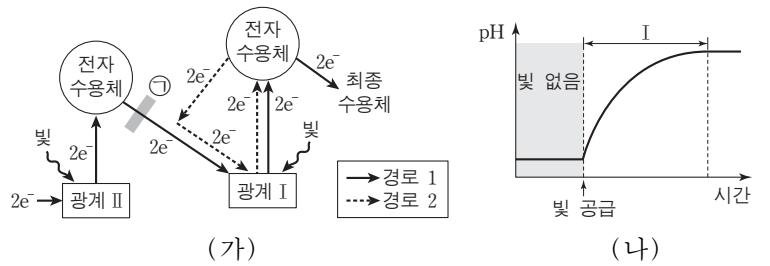 전자
수용체
2e⁻
㉠
2e⁻
빛
2e⁻
광계 Ⅱ
2e⁻
전자
수용체
2e⁻
2e⁻
2e⁻
2e⁻
최종
수용체
빛
광계 Ⅰ
경로 1
경로 2
(가)
pH
Ⅰ
빛 없음
빛 공급
시간
(나)